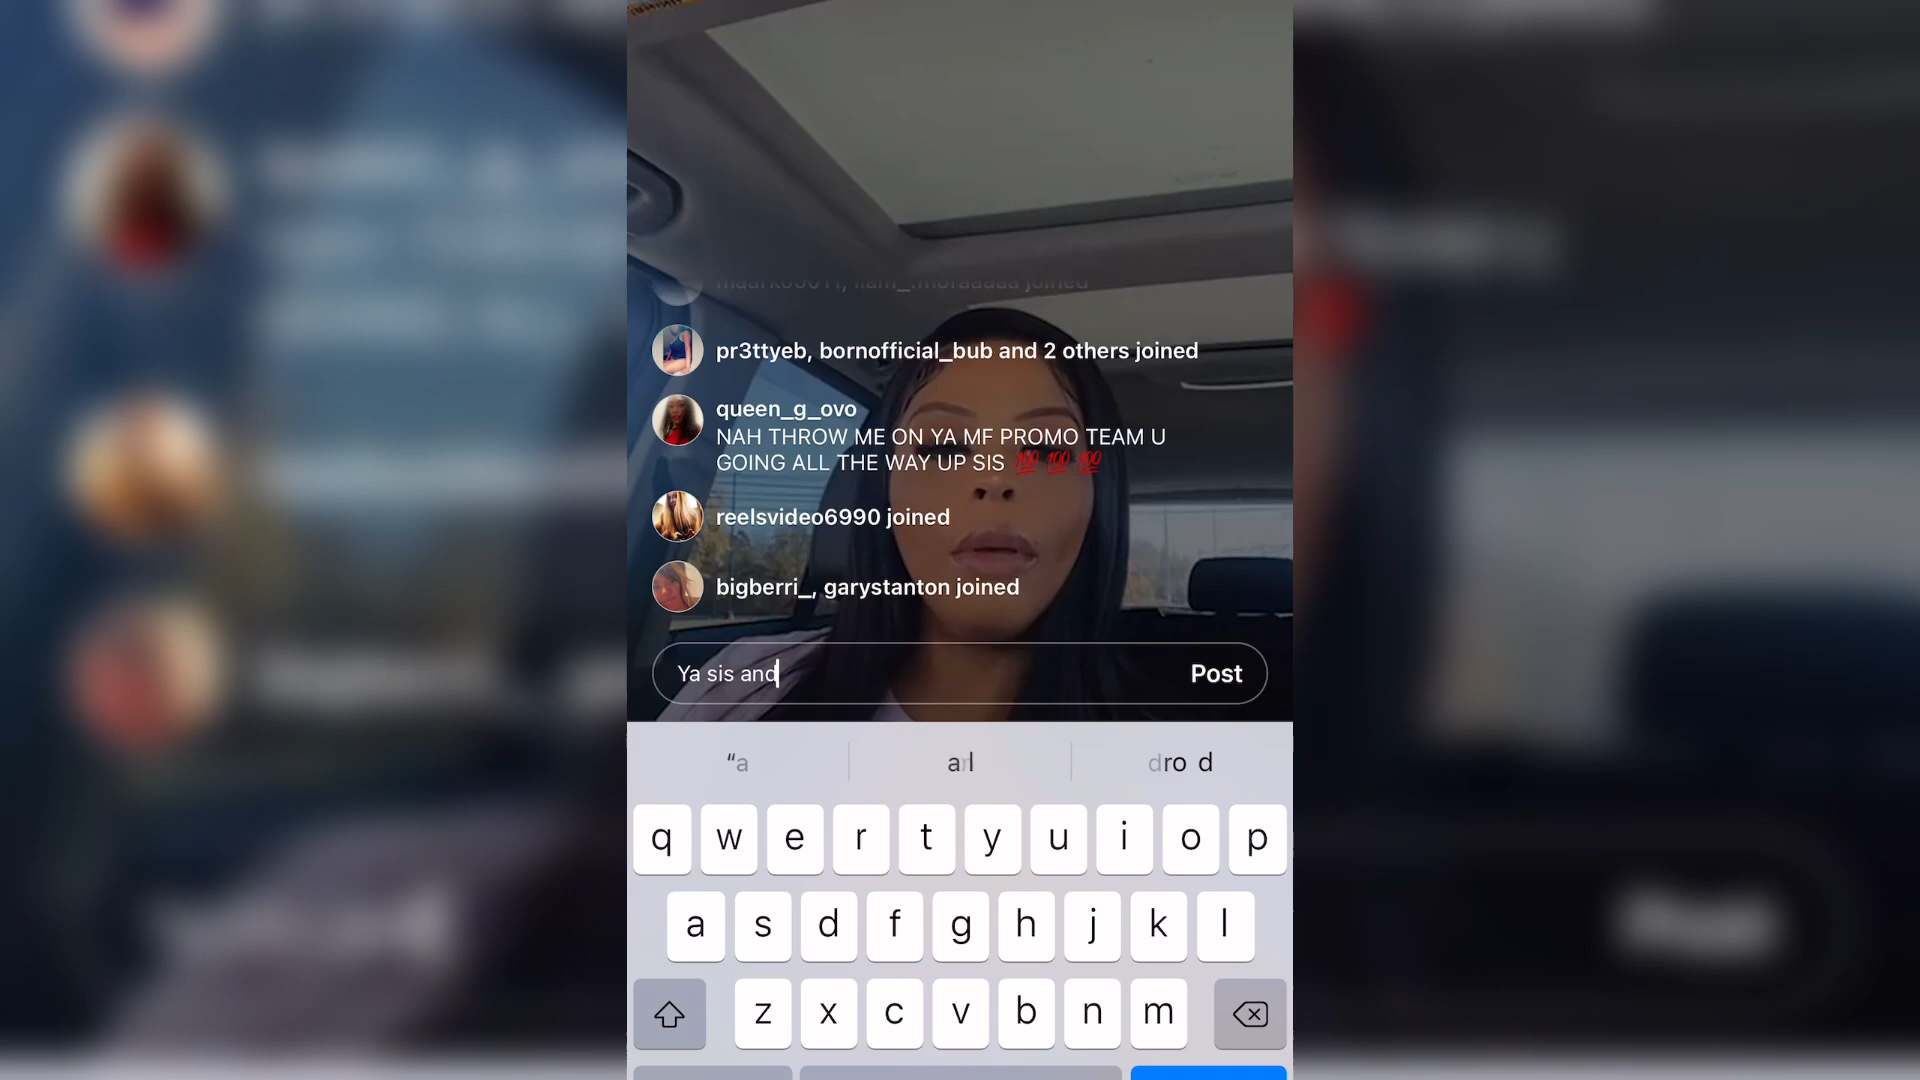 pr3ttyeb, bornofficial_bub and 2 others joined
queen_g_ovo
NAH THROW ME ON YA MF PROMO TEAM U
GOING ALL THE WAY UP SIS 💯 💯 💯
reelsvideo6990 joined
bigberri_, garystanton joined
Ya sis and
Post
q w e r t y u i o p
a s d f g h j k l
z x c v b n m